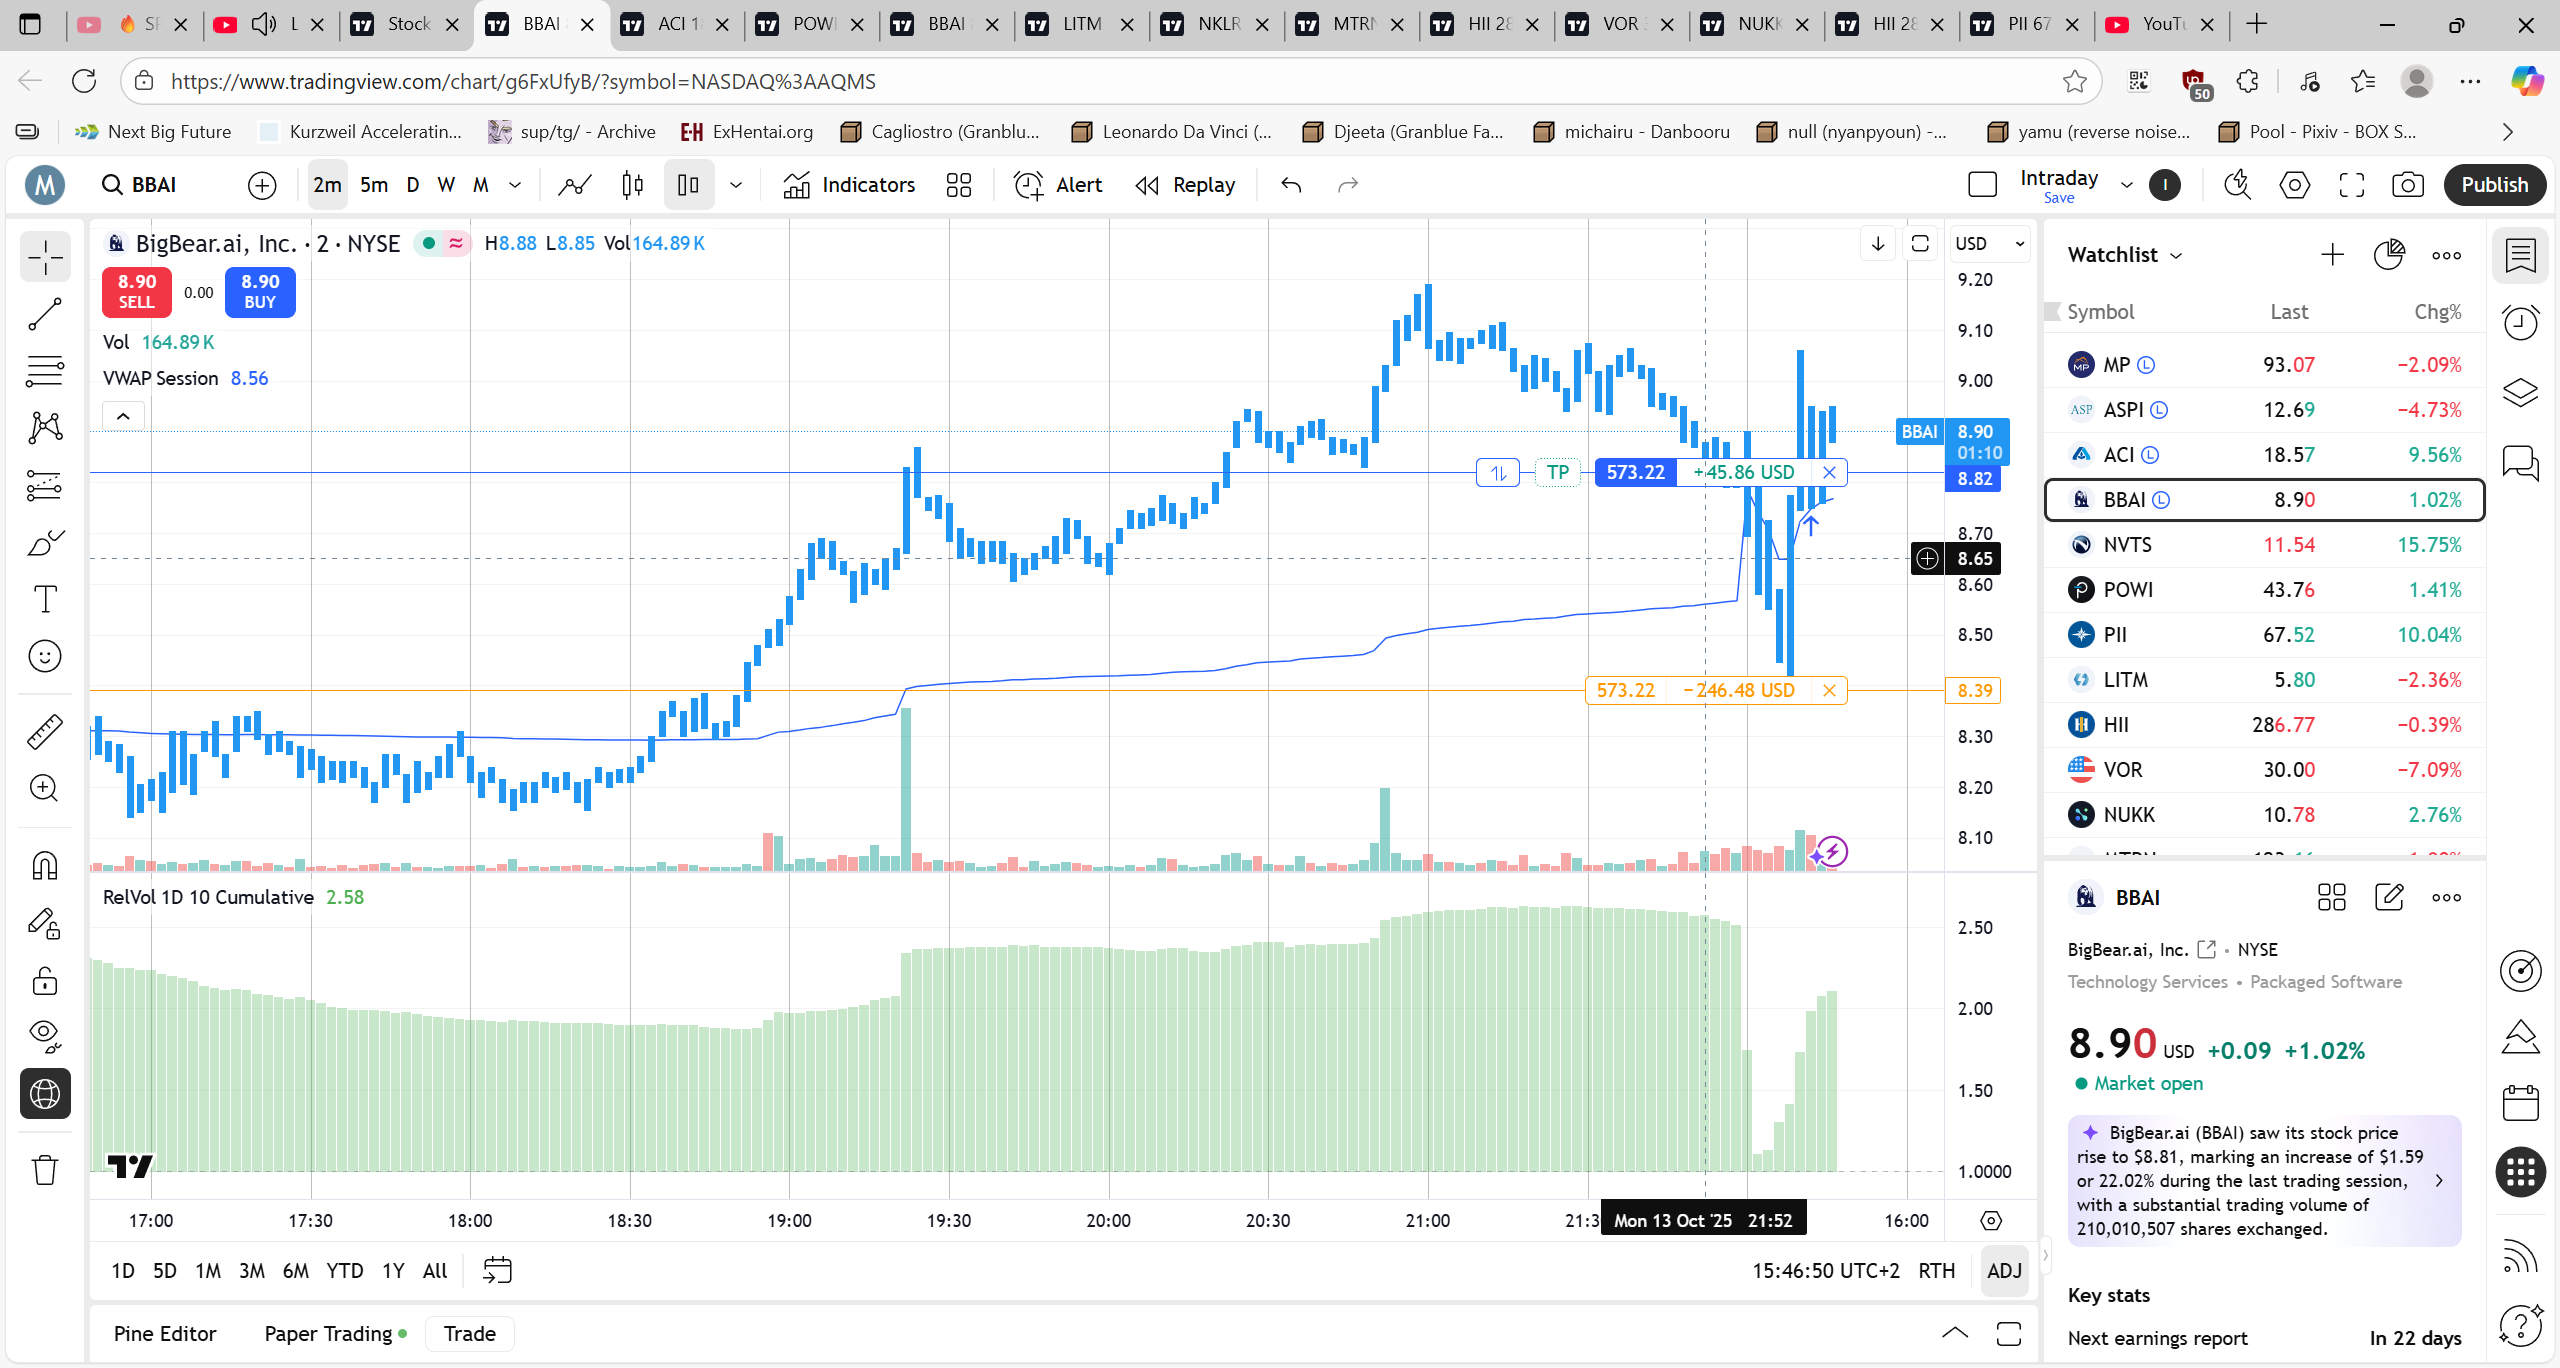 SP
L
Stock
BBAI
ACI 1
POWI
BBAI
LITM
NKLR
MTRN
HII 28
VOR 3
NUKK
HII 28
PII 67
YouTu
https://www.tradingview.com/chart/g6FxUfyB/?symbol=NASDAQ%3AAQMS
50
Next Big Future
Kurzweil Acceleratin...
sup/tg/ - Archive
E-H ExHentai.org
Cagliostro (Granblu...
Leonardo Da Vinci (...
Djeeta (Granblue Fa...
michairu - Danbooru
null (nyanpyoun) -...
yamu (reverse noise...
Pool - Pixiv - BOX S...
M
BBAI
2m 5m D W M
Indicators
Alert
Replay
Intraday
Save
I
Publish
BigBear.ai, Inc. · 2 · NYSE
H8.88 L8.85 Vol164.89 K
8.90
SELL
0.00
8.90
BUY
Vol 164.89 K
VWAP Session 8.56
USD
9.20
9.10
9.00
BBAI 8.90
01:10
TP 573.22 +45.86 USD
8.82
8.70
8.65
8.60
8.50
573.22 −246.48 USD
8.39
8.30
8.20
8.10
RelVol 1D 10 Cumulative 2.58
2.50
2.00
1.50
1.0000
17:00 17:30 18:00 18:30 19:00 19:30 20:00 20:30 21:00 21:3 Mon 13 Oct '25 21:52 16:00
1D 5D 1M 3M 6M YTD 1Y All
15:46:50 UTC+2 RTH ADJ
Pine Editor Paper Trading Trade
Watchlist
Symbol Last Chg%
MP L 93.07 −2.09%
ASP ASPI L 12.69 −4.73%
ACI L 18.57 9.56%
BBAI L 8.90 1.02%
NVTS 11.54 15.75%
POWI 43.76 1.41%
PII 67.52 10.04%
LITM 5.80 −2.36%
HII 286.77 −0.39%
VOR 30.00 −7.09%
NUKK 10.78 2.76%
BBAI
BigBear.ai, Inc. • NYSE
Technology Services • Packaged Software
8.90 USD +0.09 +1.02%
Market open
BigBear.ai (BBAI) saw its stock price
rise to $8.81, marking an increase of $1.59
or 22.02% during the last trading session,
with a substantial trading volume of
210,010,507 shares exchanged.
Key stats
Next earnings report In 22 days